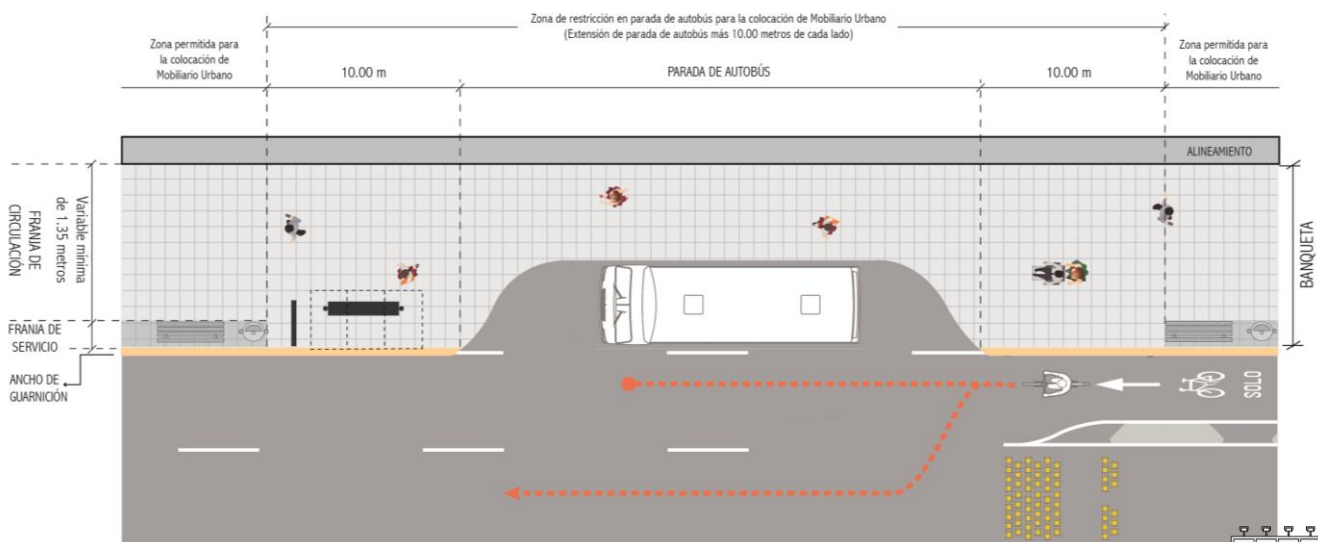 Zona de restricción en parada de autobús para la colocación de Mobiliario Urbano
(Extensión de parada de autobús más 10.00 metros de cada lado)
Zona permitida para
la colocación de
Mobiliario Urbano
10.00 m
PARADA DE AUTOBÚS
10.00 m
Zona permitida para
la colocación de
Mobiliario Urbano
ALINEAMIENTO
Variable mínima
de 1.35 metros
FRANJA DE
CIRCULACIÓN
BANQUETA
FRANJA DE
SERVICIO
ANCHO DE
GUARNICIÓN
SOLO